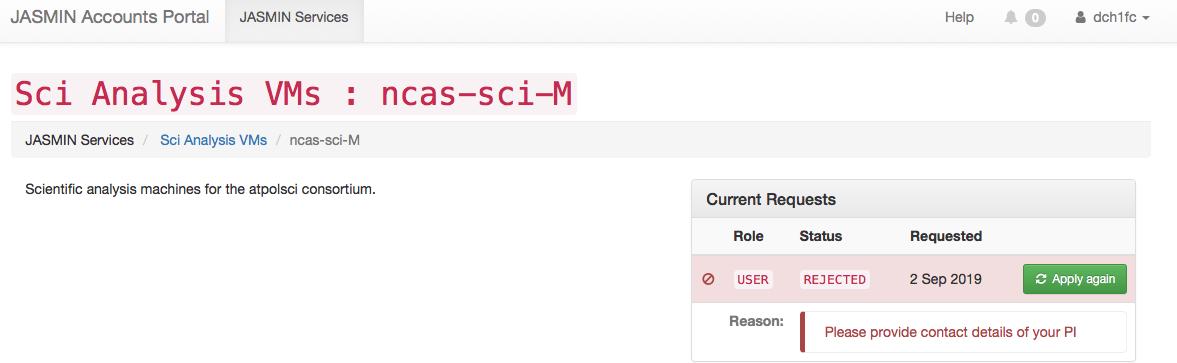 JASMIN Accounts Portal JASMIN Services Help 0 dch1fc
Sci Analysis VMs : ncas-sci-M
JASMIN Services / Sci Analysis VMs / ncas-sci-M
Scientific analysis machines for the atpolsci consortium.
Current Requests
Role Status Requested
USER REJECTED 2 Sep 2019 Apply again
Reason: Please provide contact details of your PI